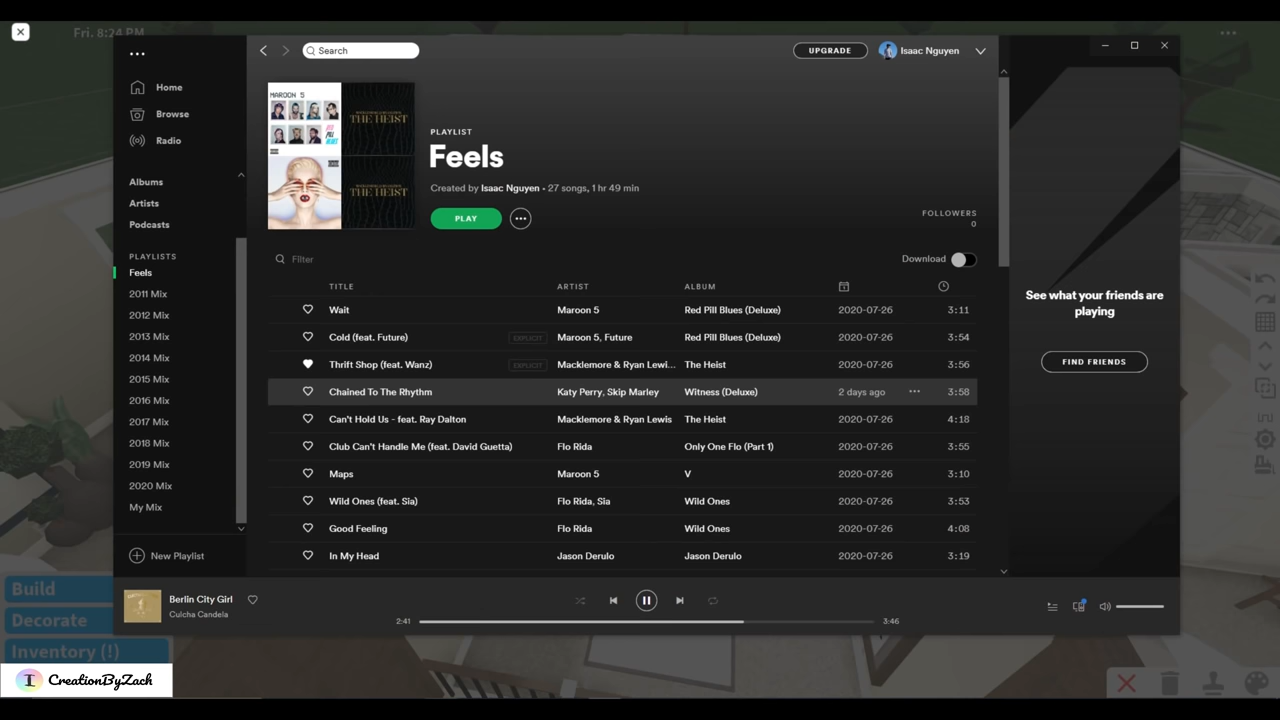 Fri. 8:24 PM
Search
UPGRADE
Isaac Nguyen
Home
Browse
Radio
Albums
Artists
Podcasts
PLAYLISTS
Feels
2011 Mix
2012 Mix
2013 Mix
2014 Mix
2015 Mix
2016 Mix
2017 Mix
2018 Mix
2019 Mix
2020 Mix
My Mix
New Playlist
MAROON 5
THE HEIST
THE HEIST
PLAYLIST
Feels
Created by Isaac Nguyen • 27 songs, 1 hr 49 min
PLAY
FOLLOWERS
0
Filter
Download
TITLE ARTIST ALBUM
Wait Maroon 5 Red Pill Blues (Deluxe) 2020-07-26 3:11
Cold (feat. Future) EXPLICIT Maroon 5, Future Red Pill Blues (Deluxe) 2020-07-26 3:54
Thrift Shop (feat. Wanz) EXPLICIT Macklemore & Ryan Lewi... The Heist 2020-07-26 3:56
Chained To The Rhythm Katy Perry, Skip Marley Witness (Deluxe) 2 days ago 3:58
Can't Hold Us - feat. Ray Dalton Macklemore & Ryan Lewis The Heist 2020-07-26 4:18
Club Can't Handle Me (feat. David Guetta) Flo Rida Only One Flo (Part 1) 2020-07-26 3:55
Maps Maroon 5 V 2020-07-26 3:10
Wild Ones (feat. Sia) Flo Rida, Sia Wild Ones 2020-07-26 3:53
Good Feeling Flo Rida Wild Ones 2020-07-26 4:08
In My Head Jason Derulo Jason Derulo 2020-07-26 3:19
See what your friends are
playing
FIND FRIENDS
Build
Decorate
Inventory (!)
Berlin City Girl
Culcha Candela
2:41
3:46
I CreationByZach